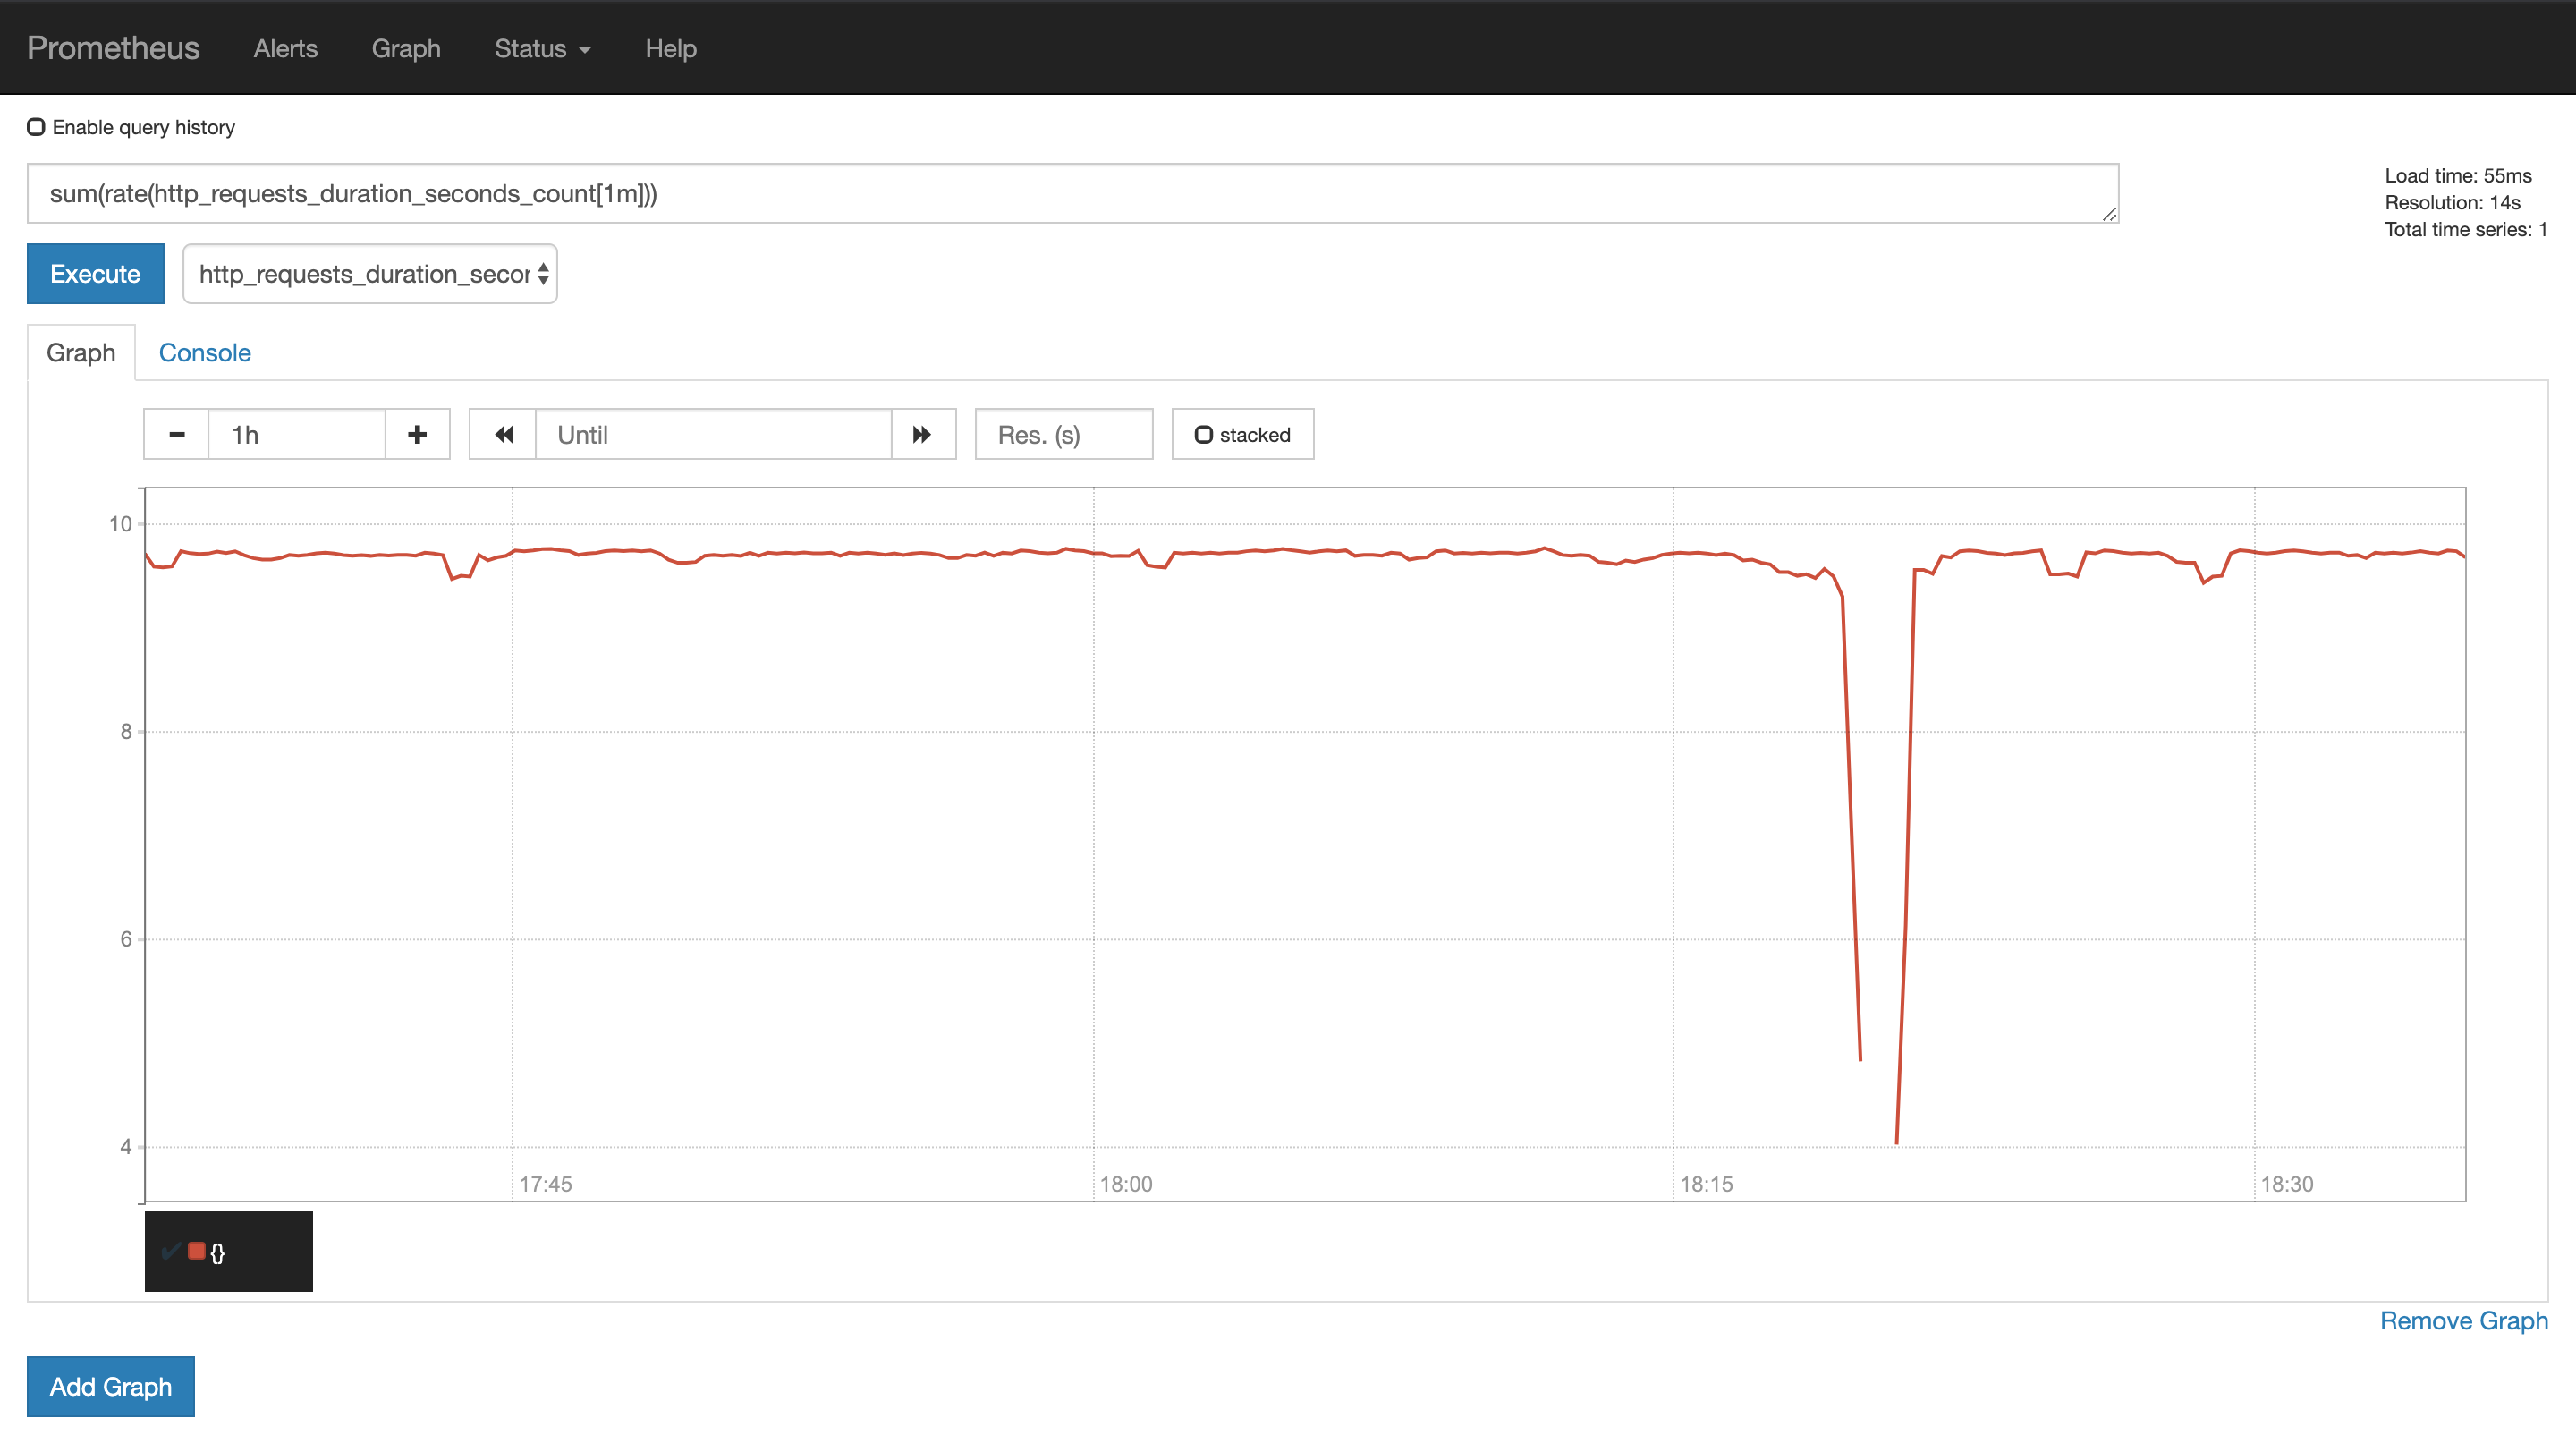 Prometheus Alerts Graph Status Help
Enable query history
sum(rate(http_requests_duration_seconds_count[1m]))
Load time: 55ms
Resolution: 14s
Total time series: 1
Execute http_requests_duration_secon
Graph Console
1h Until Res. (s) stacked
10
8
6
4
17:45 18:00 18:15 18:30
{}
Remove Graph
Add Graph